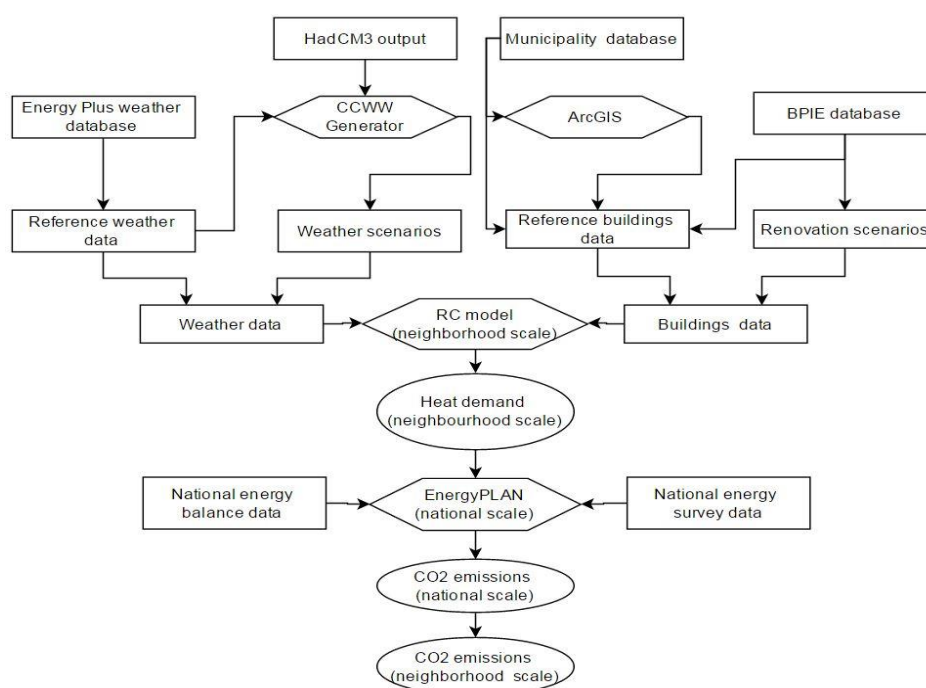 HadCM3 output
Municipality database
Energy Plus weather
database
CCWW
Generator
ArcGIS
BPIE database
Reference weather
data
Weather scenarios
Reference buildings
data
Renovation scenarios
Weather data
RC model
(neighborhood scale)
Buildings data
Heat demand
(neighbourhood scale)
National energy
balance data
EnergyPLAN
(national scale)
National energy
survey data
CO2 emissions
(national scale)
CO2 emissions
(neighborhood scale)